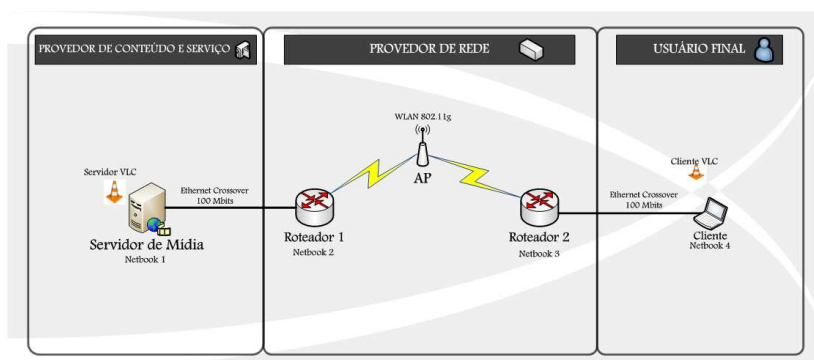 PROVEDOR DE CONTEÚDO E SERVIÇO
PROVEDOR DE REDE
USUÁRIO FINAL
WLAN 802.11g
AP
Servidor VLC
Ethernet Crossover
100 Mbits
Servidor de Mídia
Netbook 1
Roteador 1
Netbook 2
Roteador 2
Netbook 3
Cliente VLC
Ethernet Crossover
100 Mbits
Cliente
Netbook 4